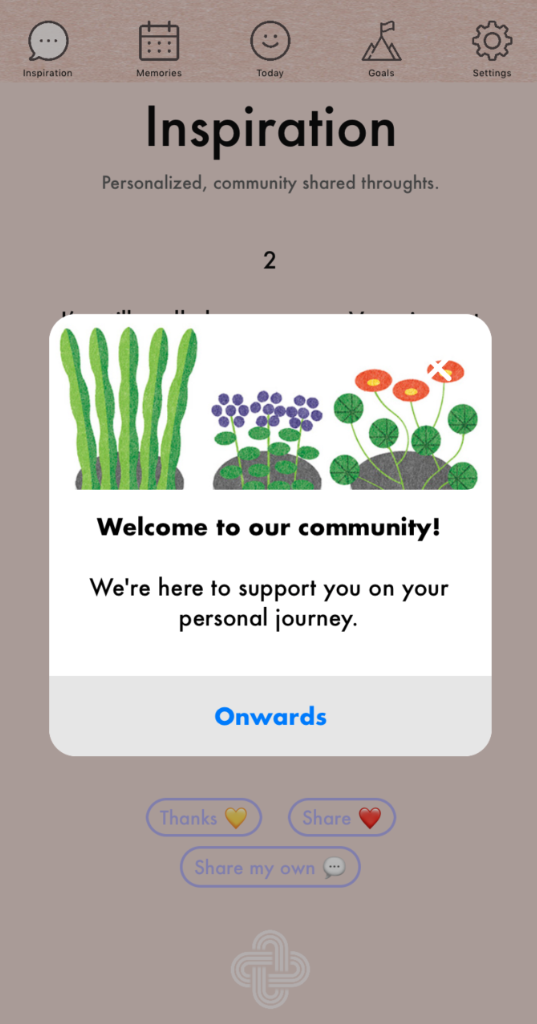 Inspiration
Memories
Today
Goals
Settings
Inspiration
Personalized, community shared throughts.
2
Welcome to our community!
We're here to support you on your
personal journey.
Onwards
Thanks 💛
Share ❤️
Share my own 💬